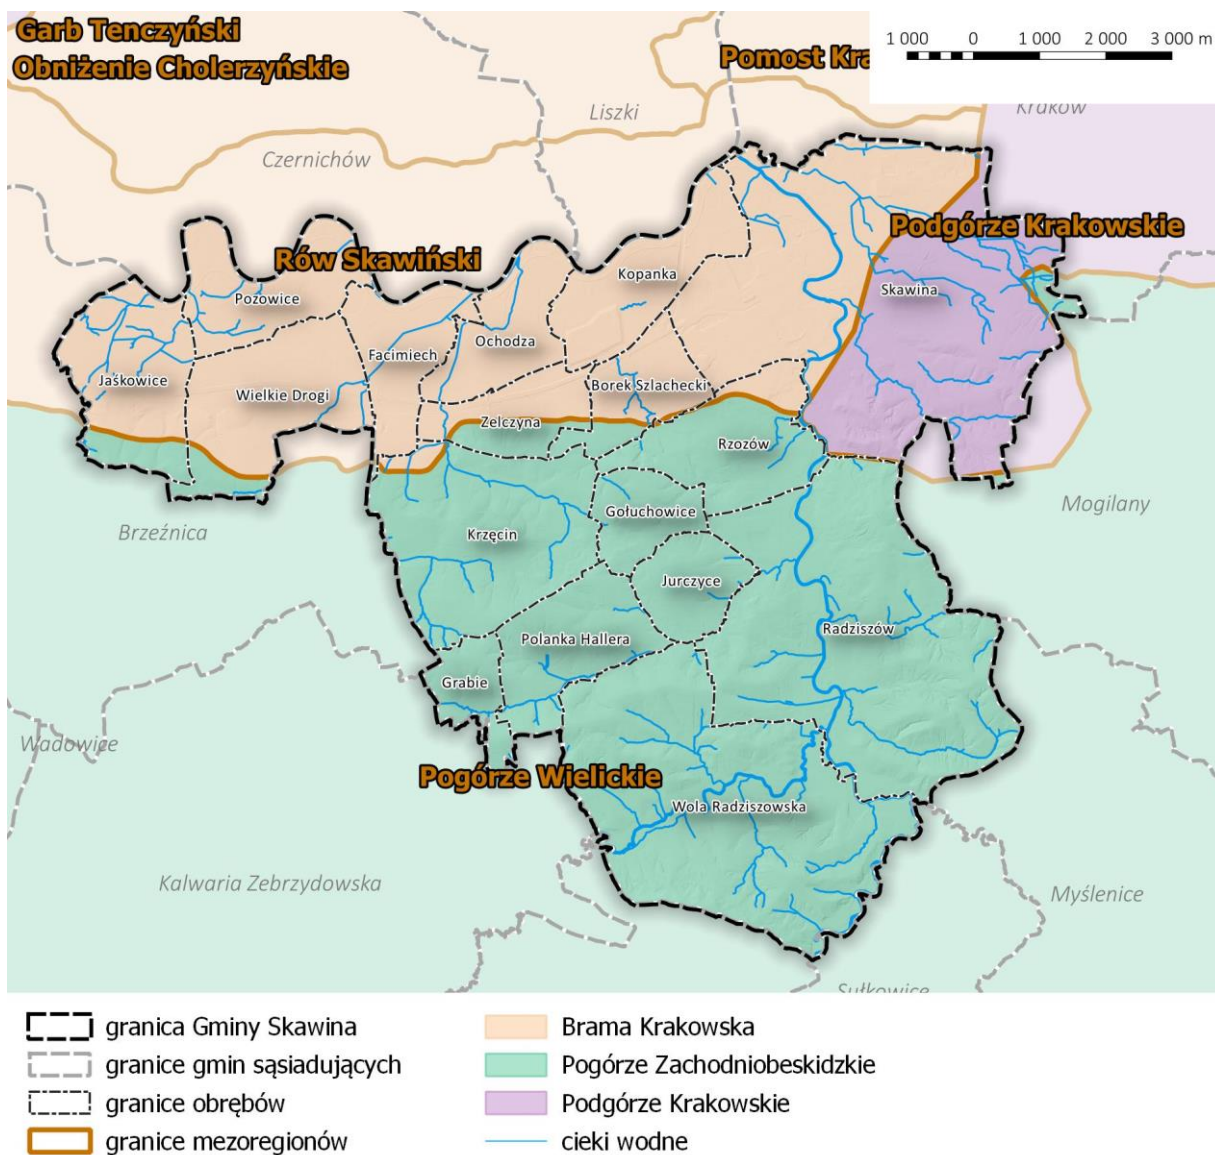 Garb Tenczyński
Obniżenie Cholerzyńskie
Pomost Kra
1 000 0 1 000 2 000 3 000 m
Liszki
Kraków
Czernichów
Podgórze Krakowskie
Rów Skawiński
Kopanka
Skawina
Pozowice
Ochodza
Facimiech
Jaśkowice
Wielkie Drogi
Borek Szlachecki
Zelczyna
Rzozów
Mogilany
Gołuchowice
Brzeźnica
Krzęcin
Jurczyce
Radziszów
Polanka Hallera
Grabie
Wadowice
Pogórze Wielickie
Wola Radziszowska
Kalwaria Zebrzydowska
Myślenice
Sułkowice
granica Gminy Skawina
granice gmin sąsiadujących
granice obrębów
granice mezoregionów
Brama Krakowska
Pogórze Zachodniobeskidzkie
Podgórze Krakowskie
cieki wodne